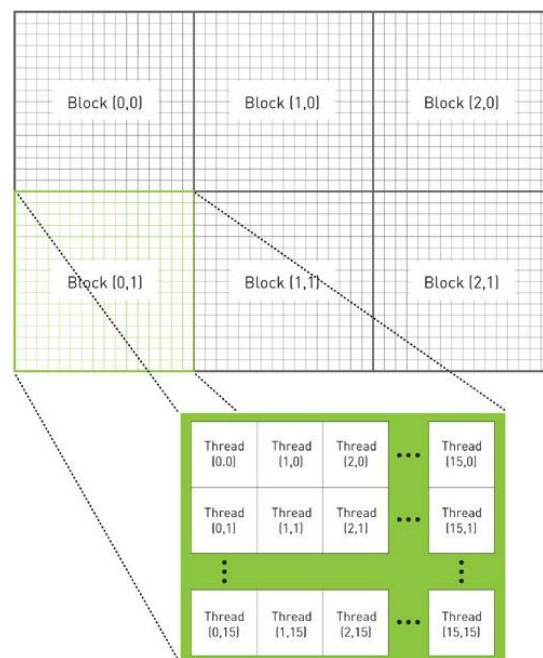 Block (0,0) Block (1,0) Block (2,0)
Block (0,1) Block (1,1) Block (2,1)
Thread Thread Thread Thread
(0.0) (1,0) (2,0) ••• (15,0)
Thread Thread Thread Thread
(0,1) (1,1) (2,1) ••• (15,1)
Thread Thread Thread Thread
(0,15) (1,15) (2,15) ••• (15,15)